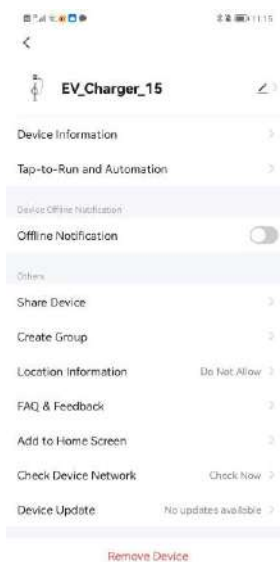 11:15
EV_Charger_15
Device Information
Tap-to-Run and Automation
Device Offline Notification
Offline Notification
Others
Share Device
Create Group
Location Information Do Not Allow
FAQ & Feedback
Add to Home Screen
Check Device Network Check Now
Device Update No updates available
Remove Device